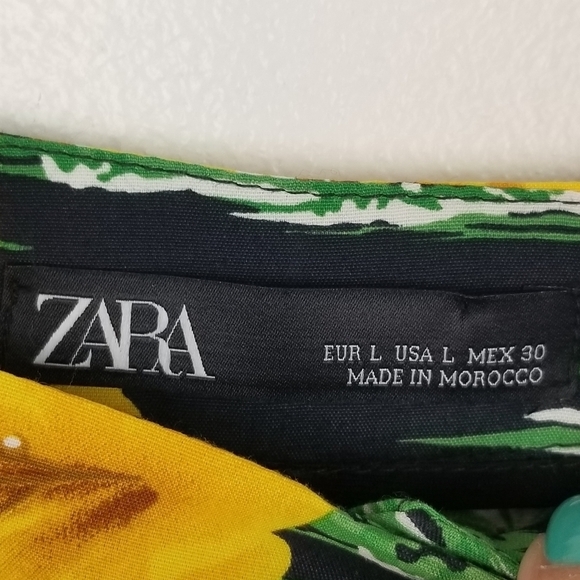 ZARA
EUR L USA L MEX 30
MADE IN MOROCCO